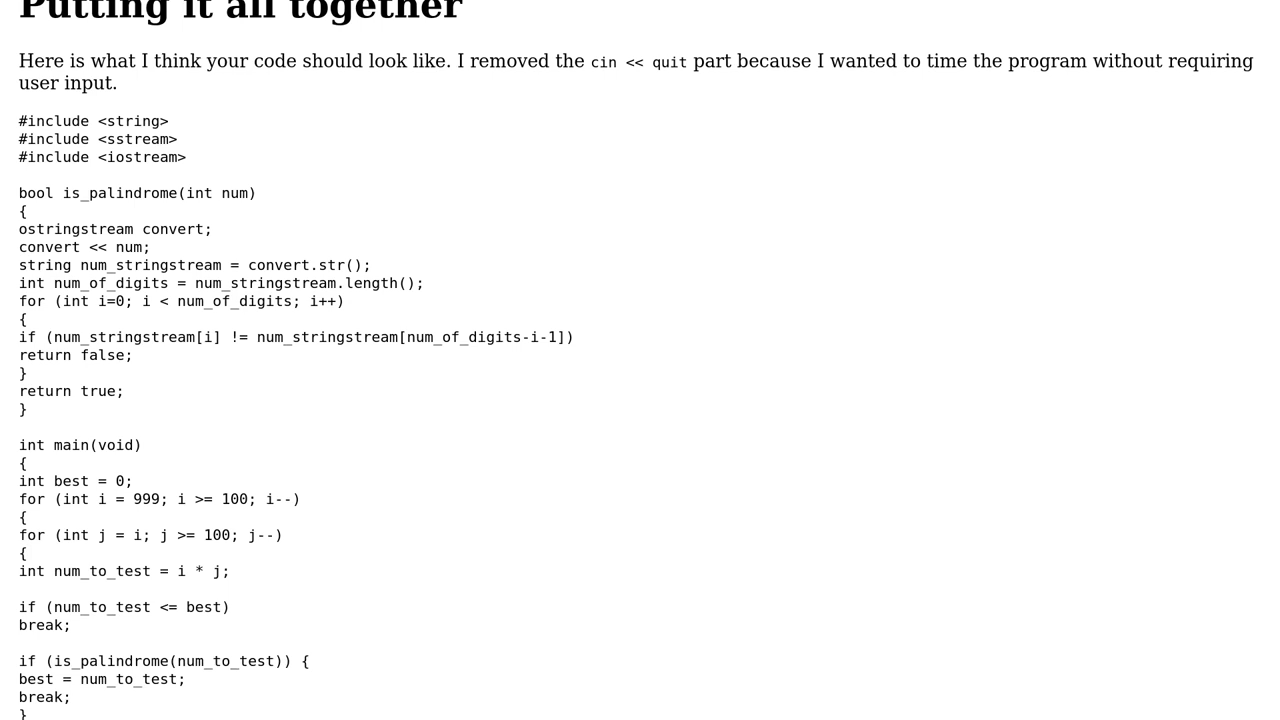 Putting it all together
Here is what I think your code should look like. I removed the cin << quit part because I wanted to time the program without requiring
user input.
#include <string>
#include <sstream>
#include <iostream>
bool is_palindrome(int num)
{
ostringstream convert;
convert << num;
string num_stringstream = convert.str();
int num_of_digits = num_stringstream.length();
for (int i=0; i < num_of_digits; i++)
{
if (num_stringstream[i] != num_stringstream[num_of_digits-i-1])
return false;
}
return true;
}
int main(void)
{
int best = 0;
for (int i = 999; i >= 100; i--)
{
for (int j = i; j >= 100; j--)
{
int num_to_test = i * j;
if (num_to_test <= best)
break;
if (is_palindrome(num_to_test)) {
best = num_to_test;
break;
}